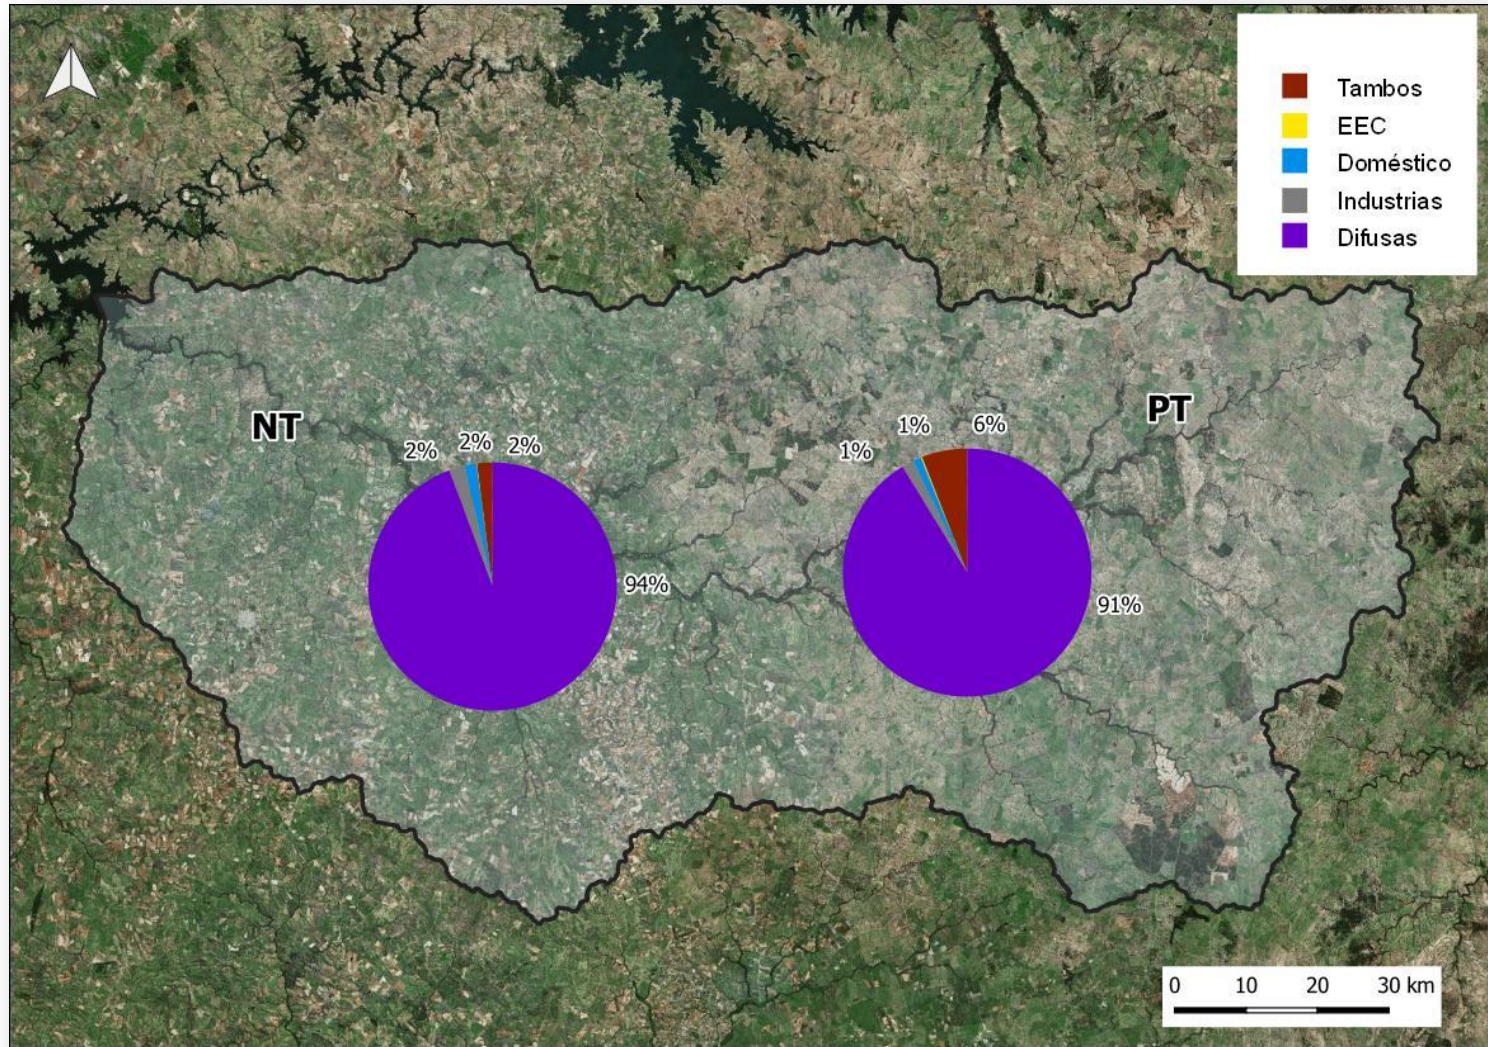 Tambos
EEC
Doméstico
Industrias
Difusas
NT
PT
2%
2%
2%
94%
1%
1%
6%
91%
0 10 20 30 km